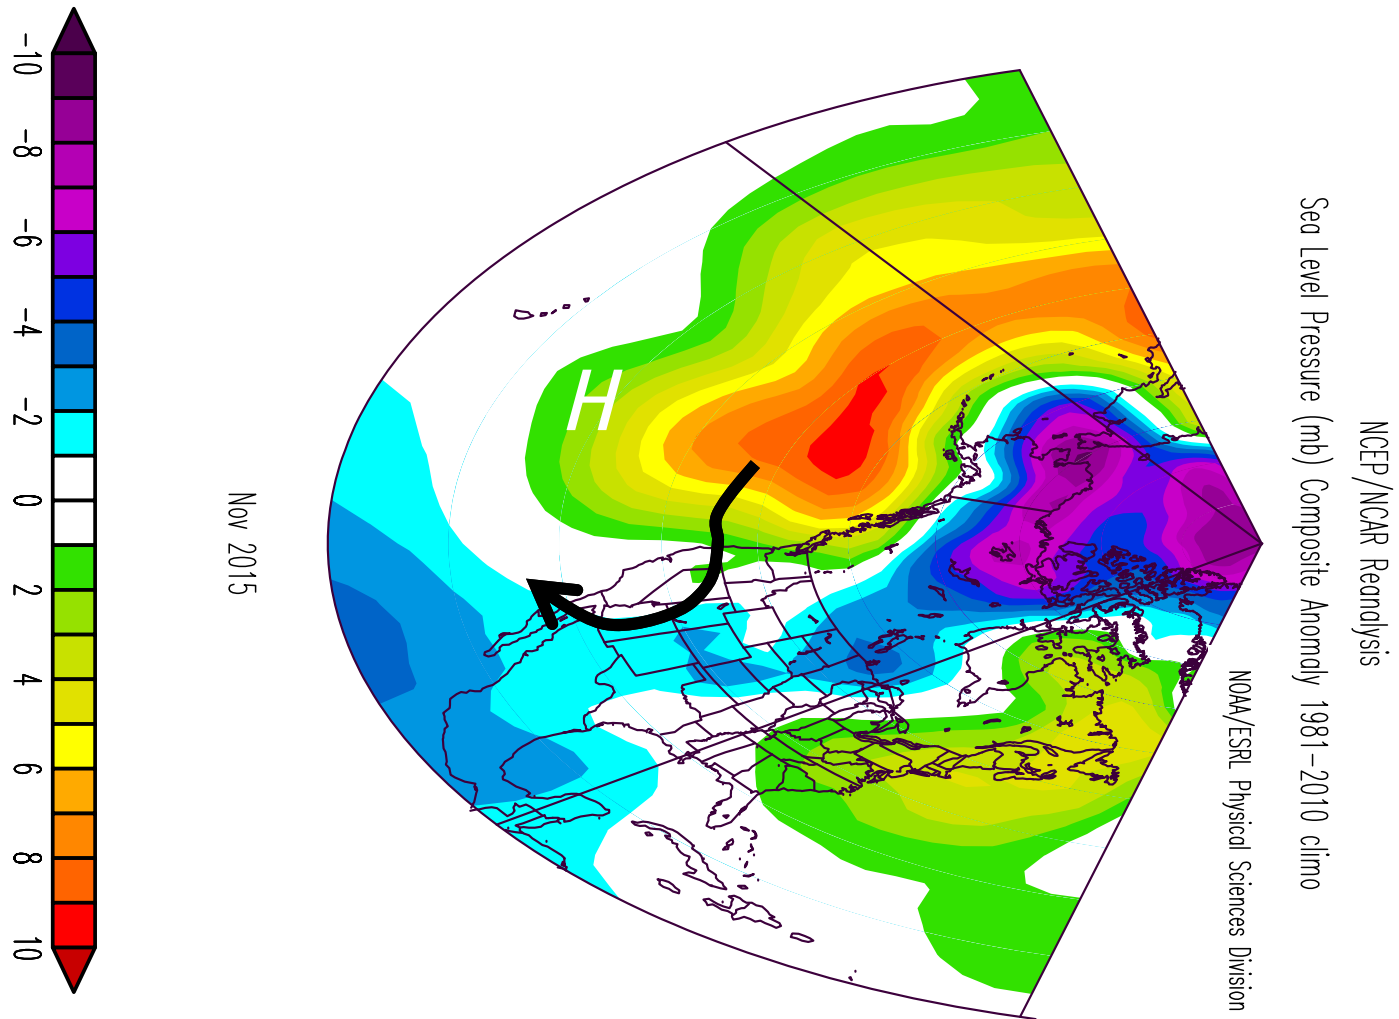 NCEP/NCAR Reanalysis
Sea Level Pressure (mb) Composite Anomaly 1981-2010 climo
NOAA/ESRL Physical Sciences Division
H
Nov 2015
-10 -8 -6 -4 -2 0 2 4 6 8 10